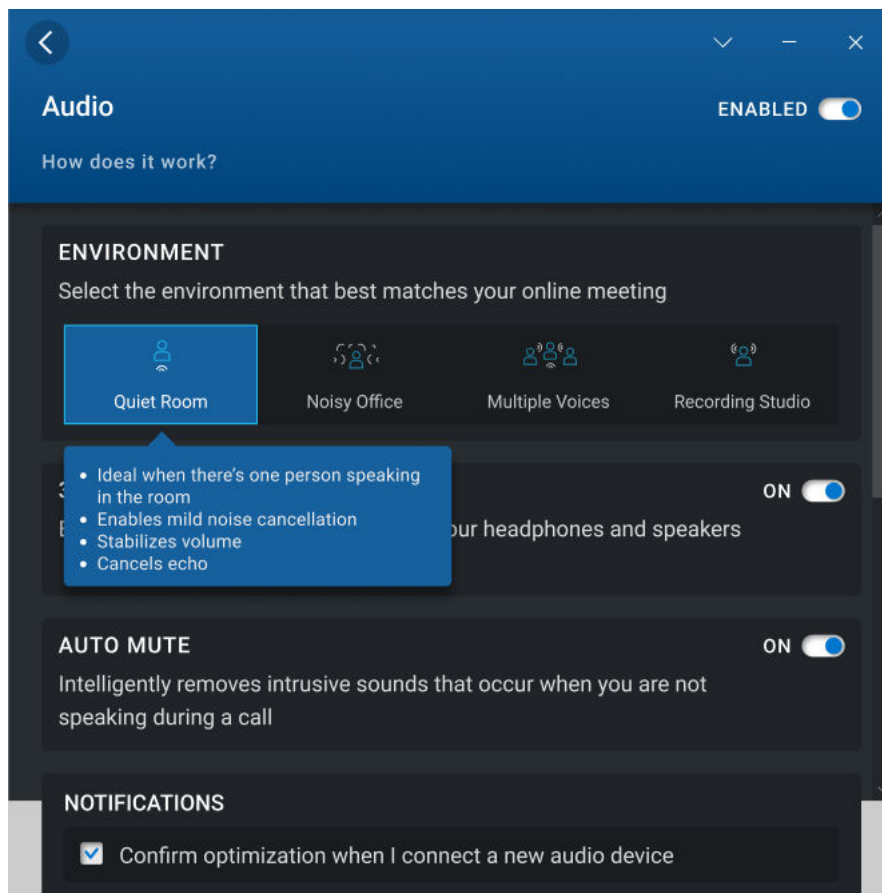 Audio
ENABLED
How does it work?
ENVIRONMENT
Select the environment that best matches your online meeting
Quiet Room
Noisy Office
Multiple Voices
Recording Studio
• Ideal when there's one person speaking
in the room
• Enables mild noise cancellation
• Stabilizes volume
• Cancels echo
ON
headphones and speakers
AUTO MUTE
ON
Intelligently removes intrusive sounds that occur when you are not
speaking during a call
NOTIFICATIONS
Confirm optimization when I connect a new audio device